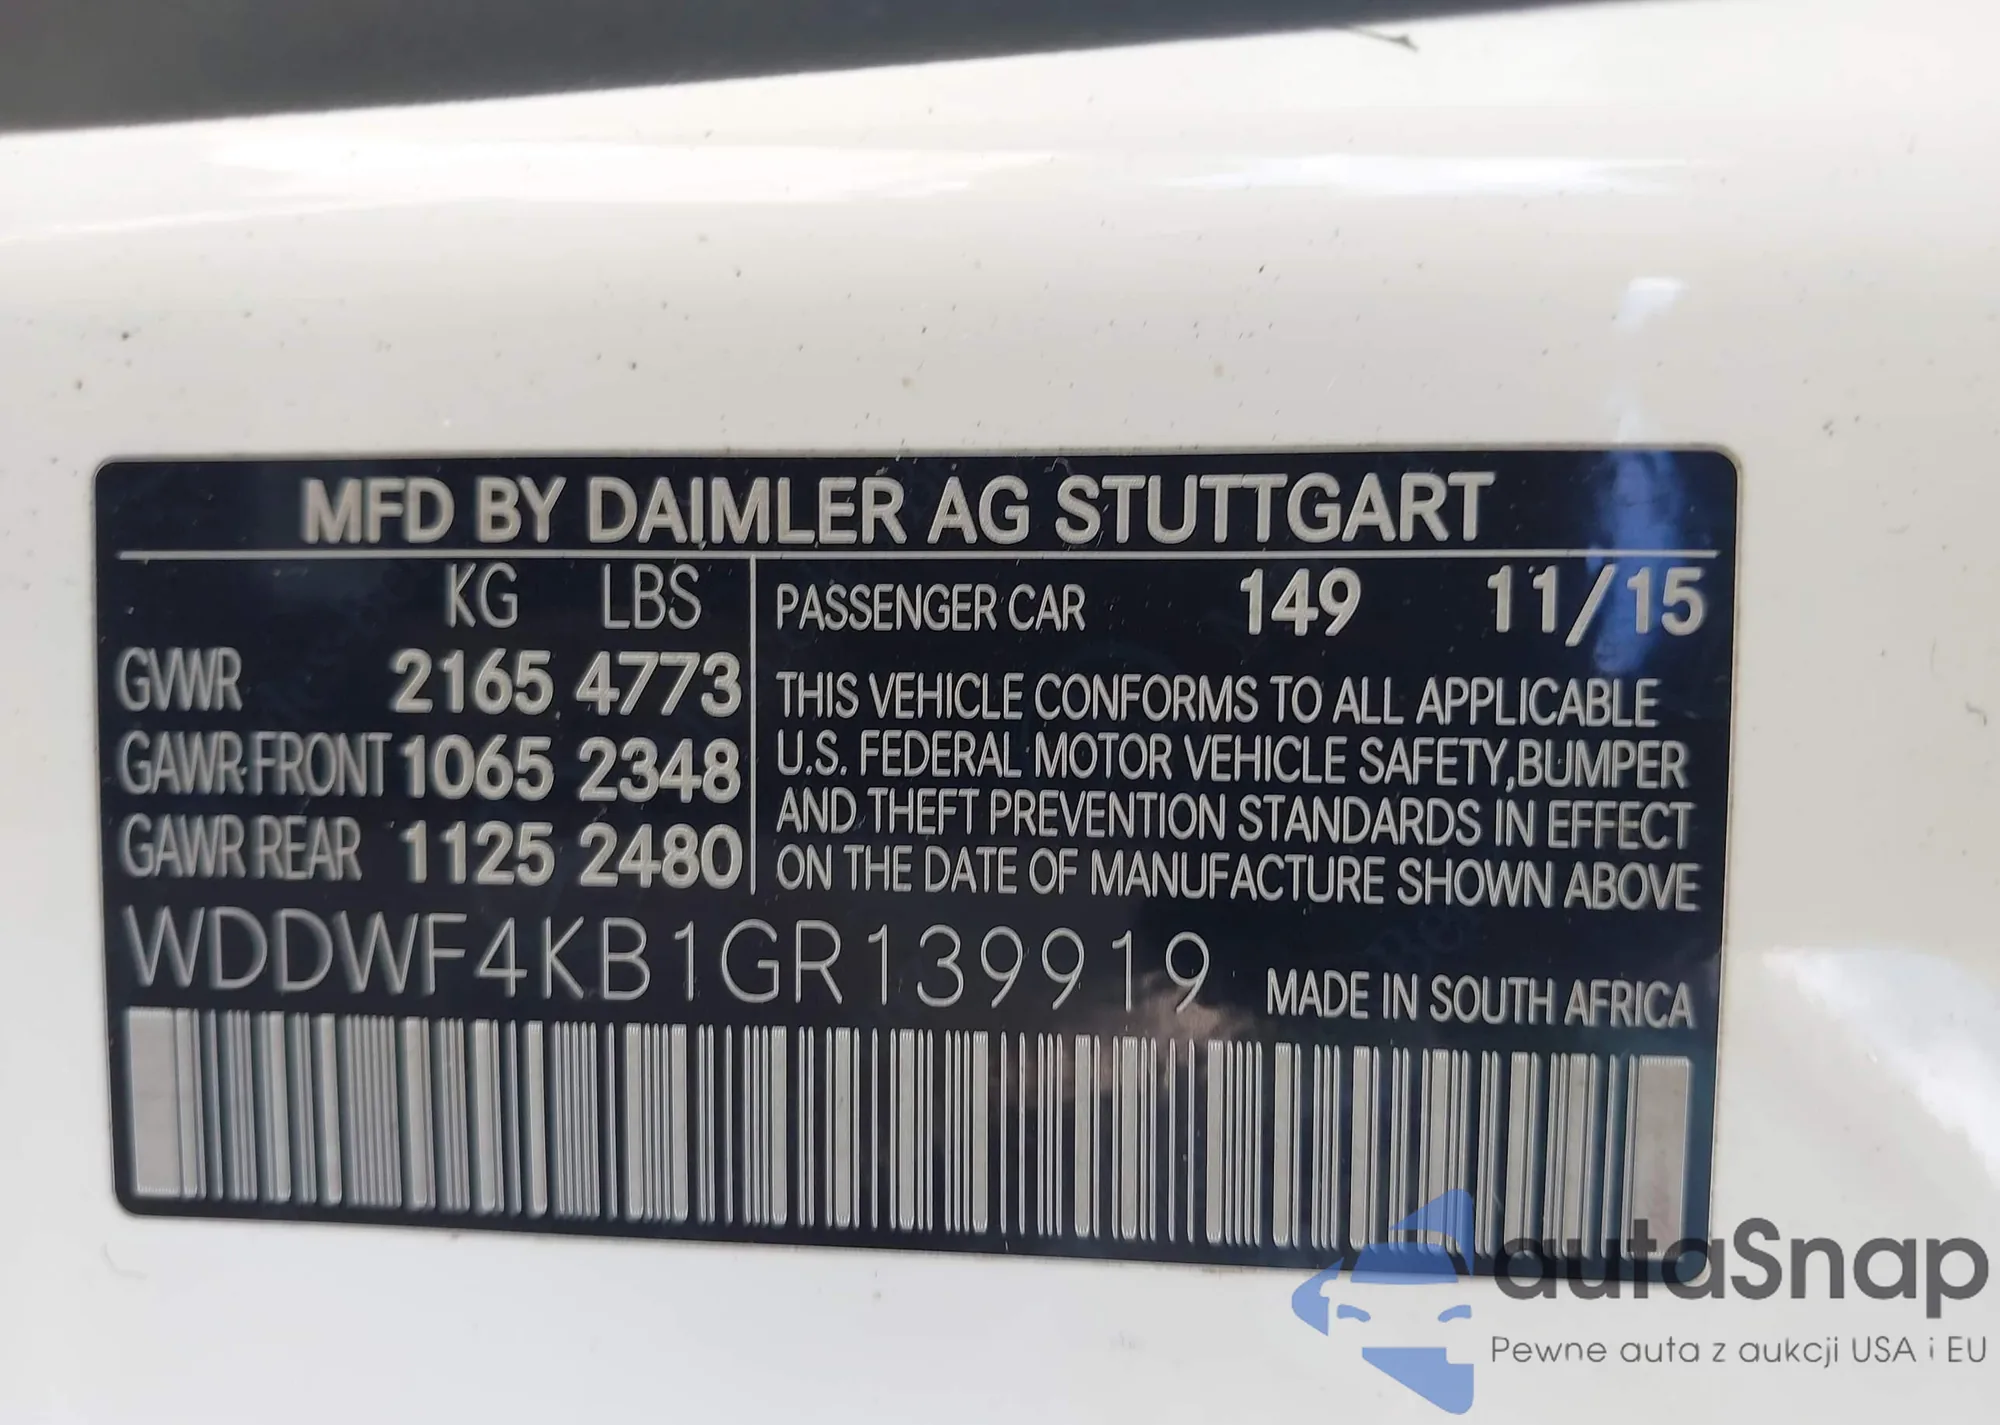 MFD BY DAIMLER AG STUTTGART
KG LBS
GVWR 2165 4773
GAWR FRONT 1065 2348
GAWR REAR 1125 2480
PASSENGER CAR 149 11/15
THIS VEHICLE CONFORMS TO ALL APPLICABLE
U.S. FEDERAL MOTOR VEHICLE SAFETY,BUMPER
AND THEFT PREVENTION STANDARDS IN EFFECT
ON THE DATE OF MANUFACTURE SHOWN ABOVE
WDDWF4KB1GR139919 MADE IN SOUTH AFRICA
autaSnap
Pewne auta z aukcji USA i EU